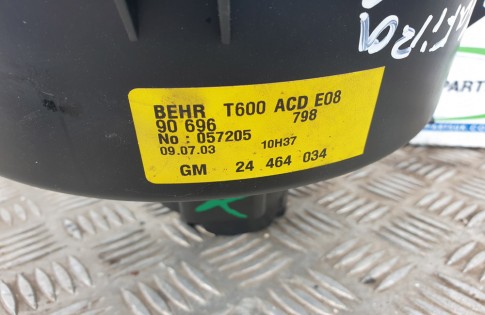 BEHR T600 ACD E08
90 696 798
No : 057205
09.07.03 10H37
GM 24 464 034